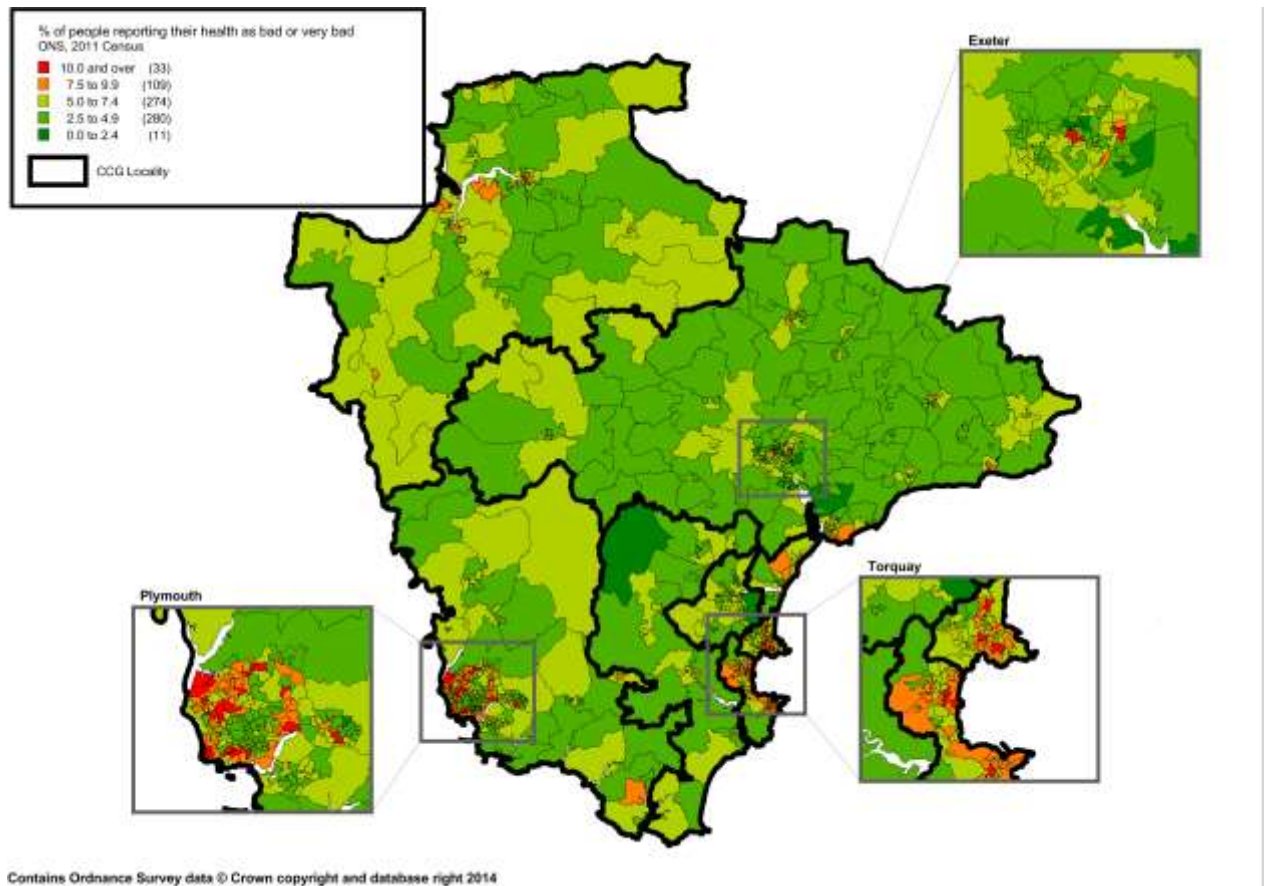 % of people reporting their health as bad or very bad
ONS, 2011 Census
10.0 and over (33)
7.5 to 9.9 (109)
5.0 to 7.4 (274)
2.5 to 4.9 (280)
0.0 to 2.4 (11)
CCG Locality
Exeter
Plymouth
Torquay
Contains Ordnance Survey data © Crown copyright and database right 2014